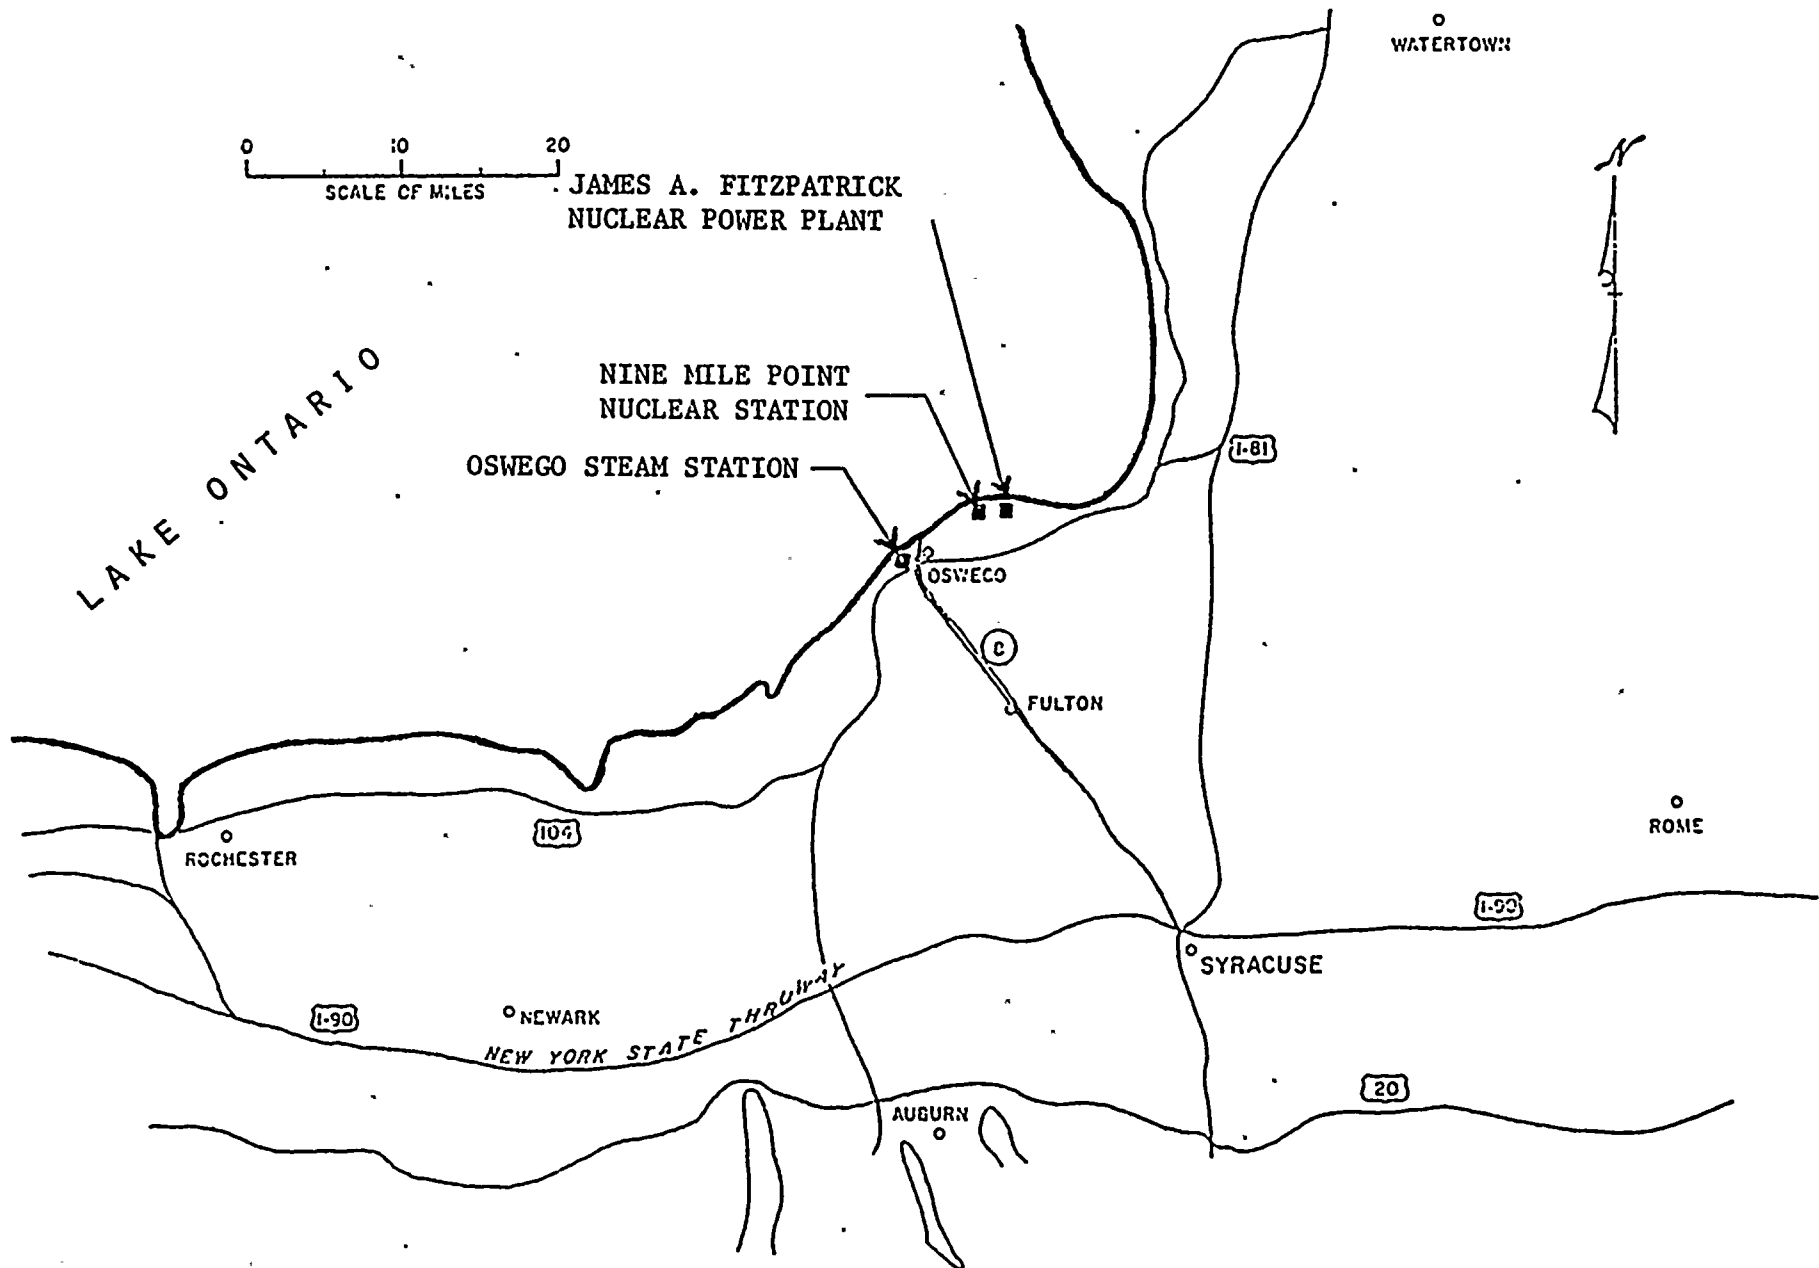 WATERTOWN
0 10 20
SCALE OF MILES
JAMES A. FITZPATRICK
NUCLEAR POWER PLANT
N
LAKE ONTARIO
NINE MILE POINT
NUCLEAR STATION
I-81
OSWEGO STEAM STATION
OSWEGO
FULTON
ROME
104
ROCHESTER
I-90
SYRACUSE
I-90
NEWARK
NEW YORK STATE THRUWAY
20
AUBURN